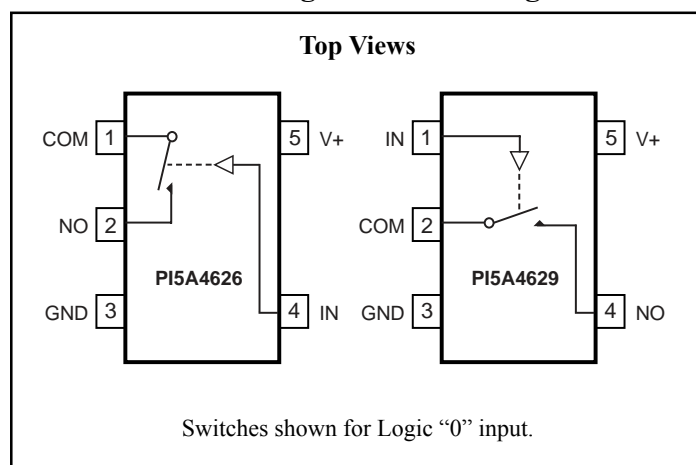 Top Views
COM 1
5 V+
NO 2
PI5A4626
GND 3
4 IN
IN 1
5 V+
COM 2
PI5A4629
GND 3
4 NO
Switches shown for Logic “0” input.